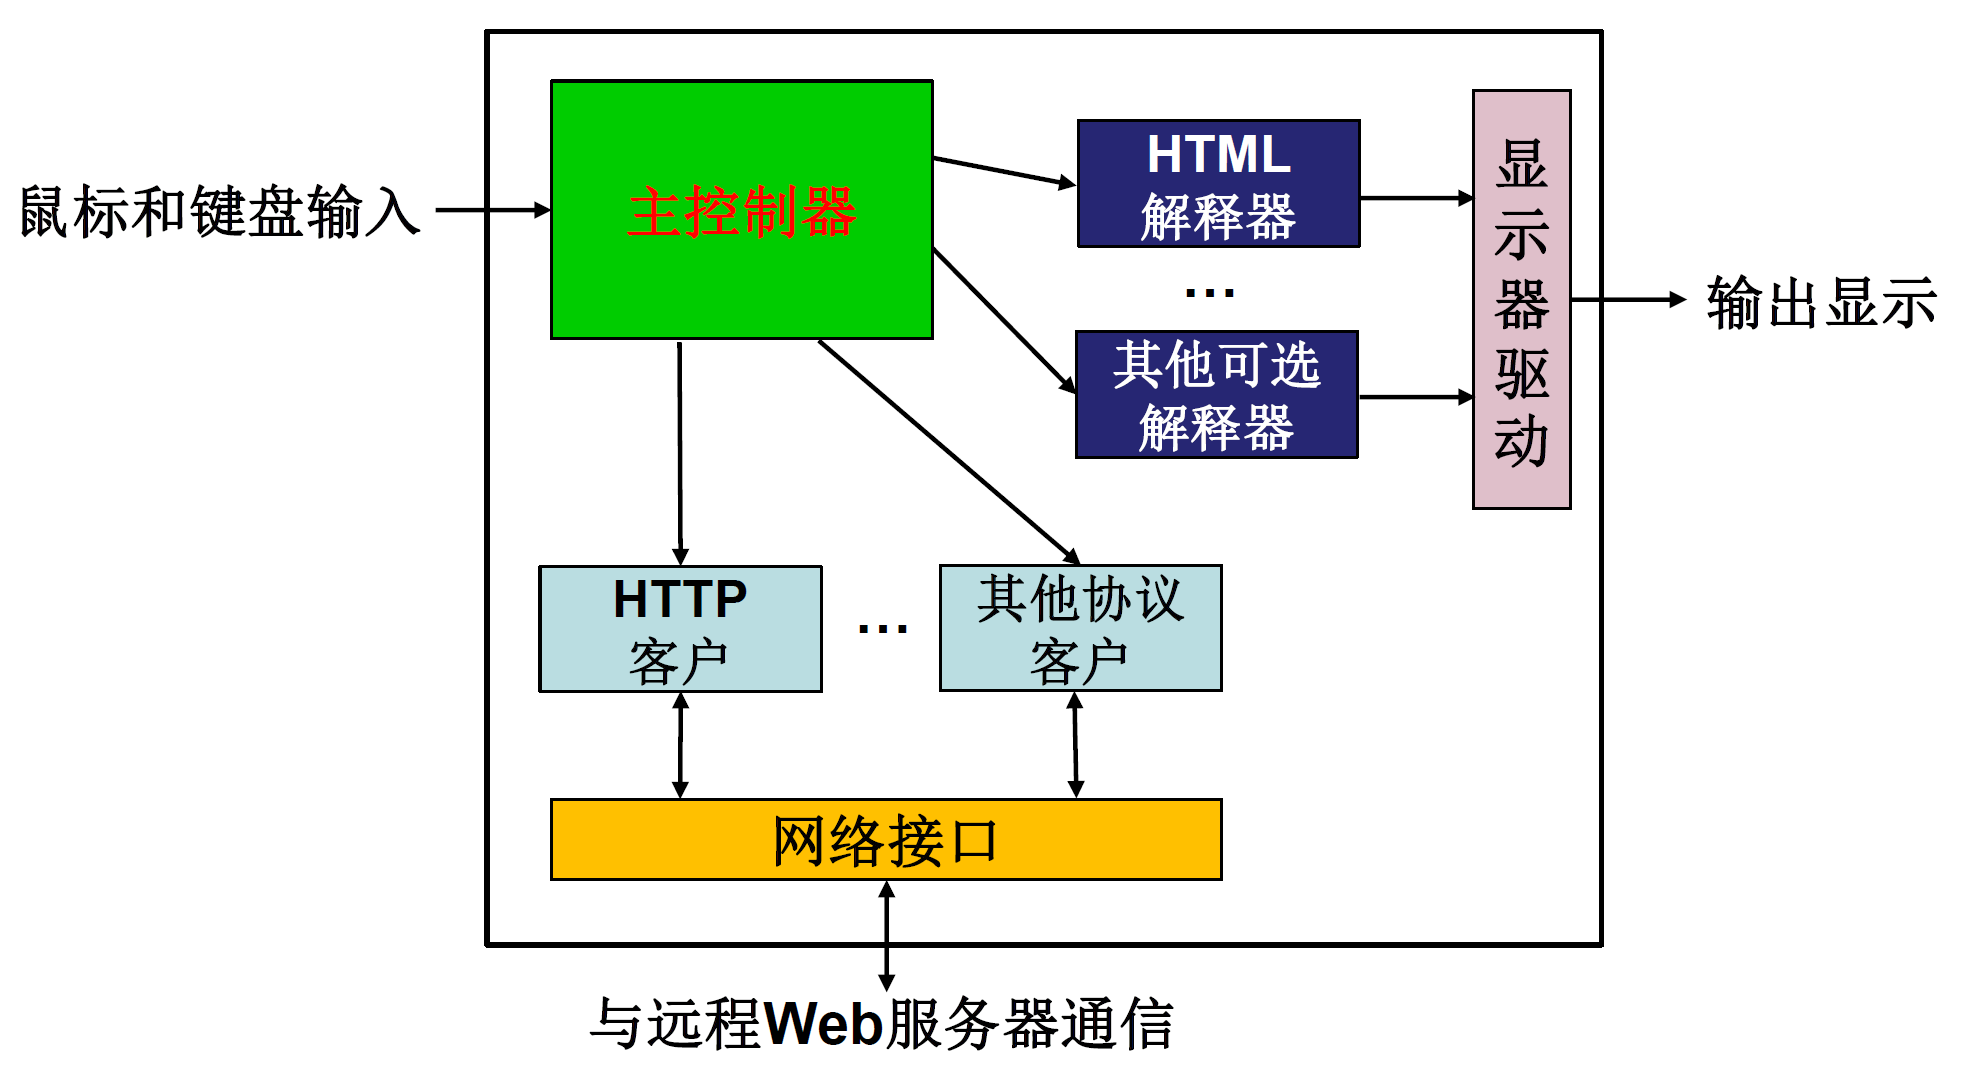 鼠标和键盘输入
主控制器
HTML
解释器
...
其他可选
解释器
显
示
器
驱
动
输出显示
HTTP
客户
...
其他协议
客户
网络接口
与远程Web服务器通信